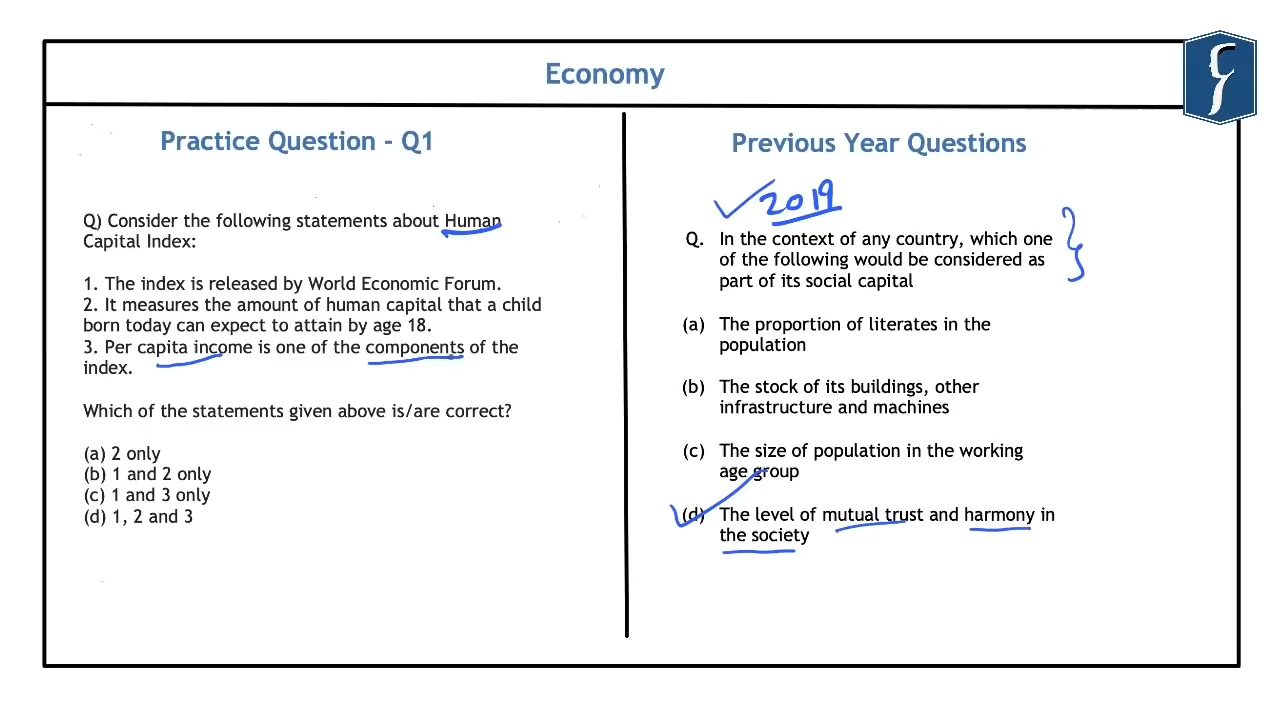 Economy
Practice Question - Q1
Q) Consider the following statements about Human
Capital Index:
1. The index is released by World Economic Forum.
2. It measures the amount of human capital that a child
born today can expect to attain by age 18.
3. Per capita income is one of the components of the
index.
Which of the statements given above is/are correct?
(a) 2 only
(b) 1 and 2 only
(c) 1 and 3 only
(d) 1, 2 and 3
Previous Year Questions
2019
Q. In the context of any country, which one
of the following would be considered as
part of its social capital
(a) The proportion of literates in the
population
(b) The stock of its buildings, other
infrastructure and machines
(c) The size of population in the working
age group
(d) The level of mutual trust and harmony in
the society